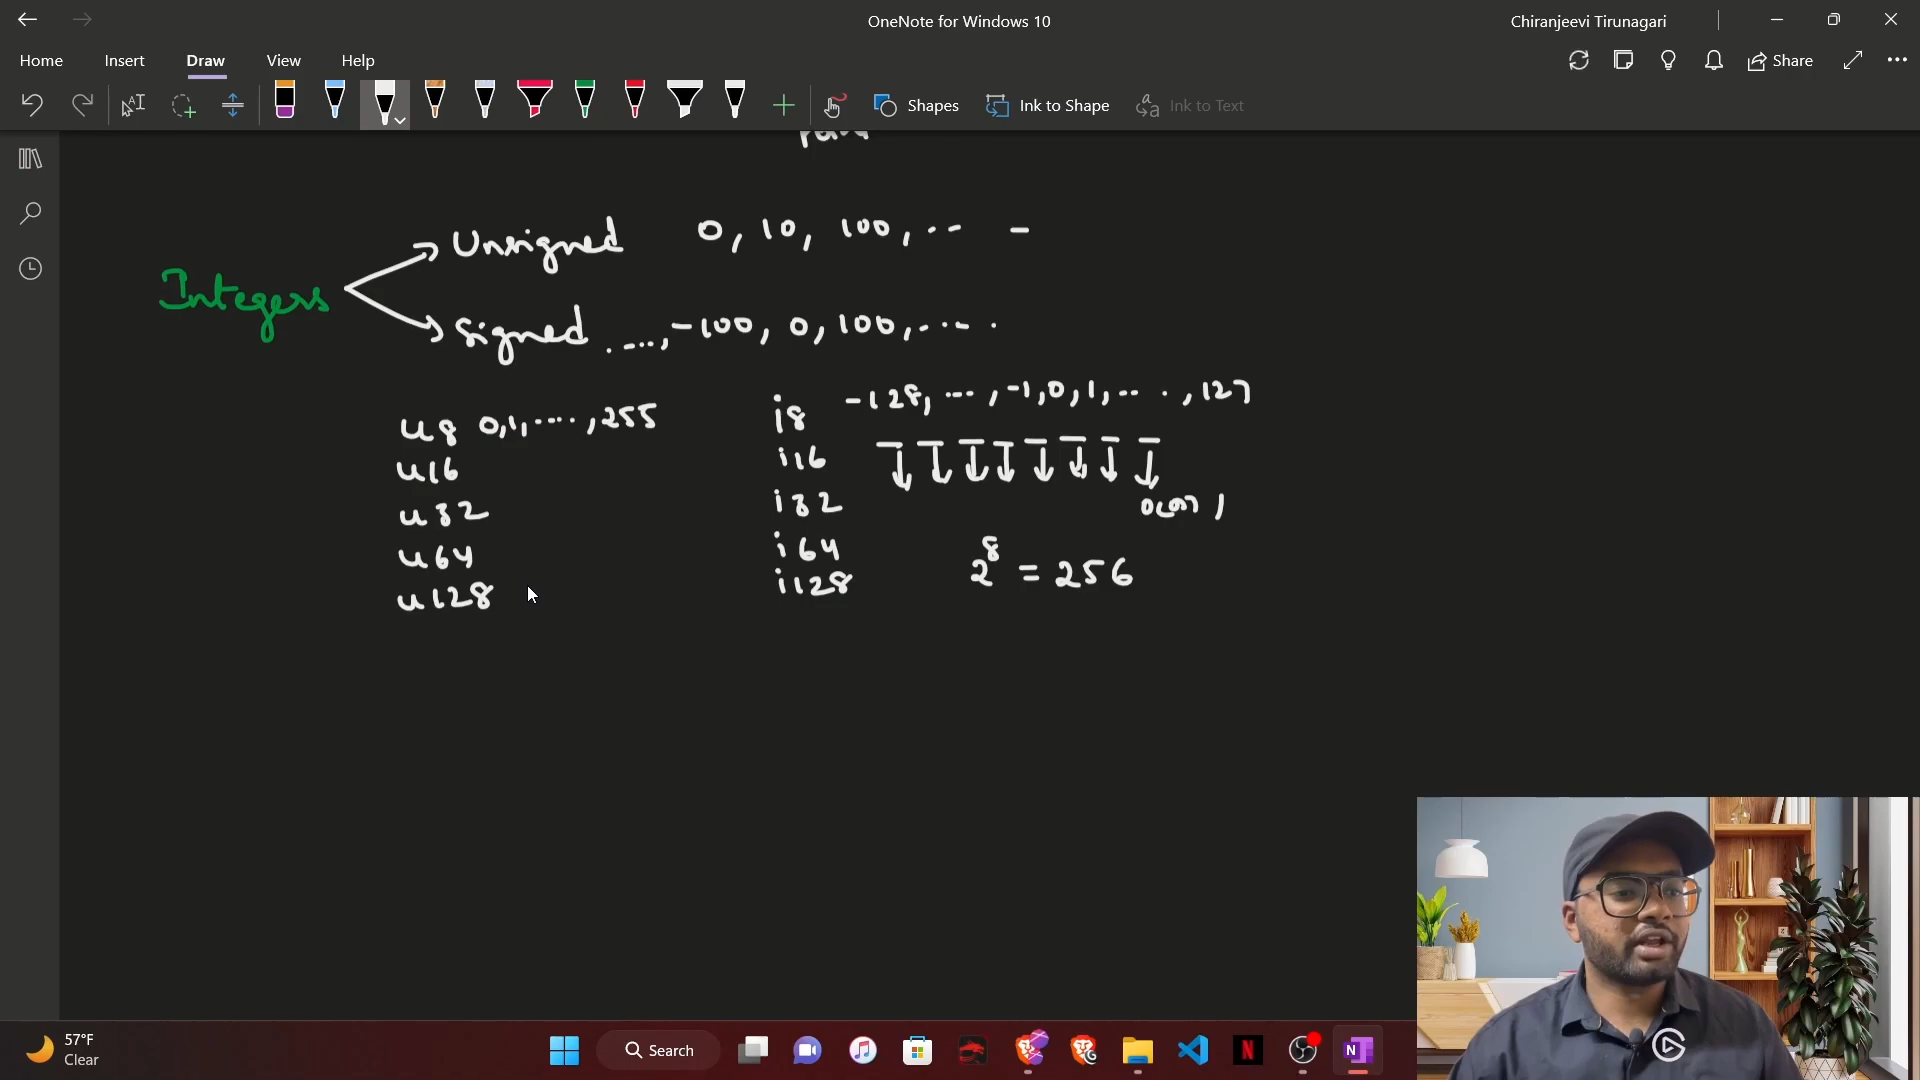 OneNote for Windows 10
Chiranjeevi Tirunagari
Home Insert Draw View Help
Share
Shapes Ink to Shape Ink to Text
Unsigned 0, 10, 100, .. -
Integers
Signed ....,-100, 0, 100,.....
u8 0,1,....,255 i8 -128, ... , -1,0,1,.. . ,127
u16 i16
u32 i32 0 (or) 1
u64 i64 2^8 = 256
u128 i128
57°F
Clear
Search